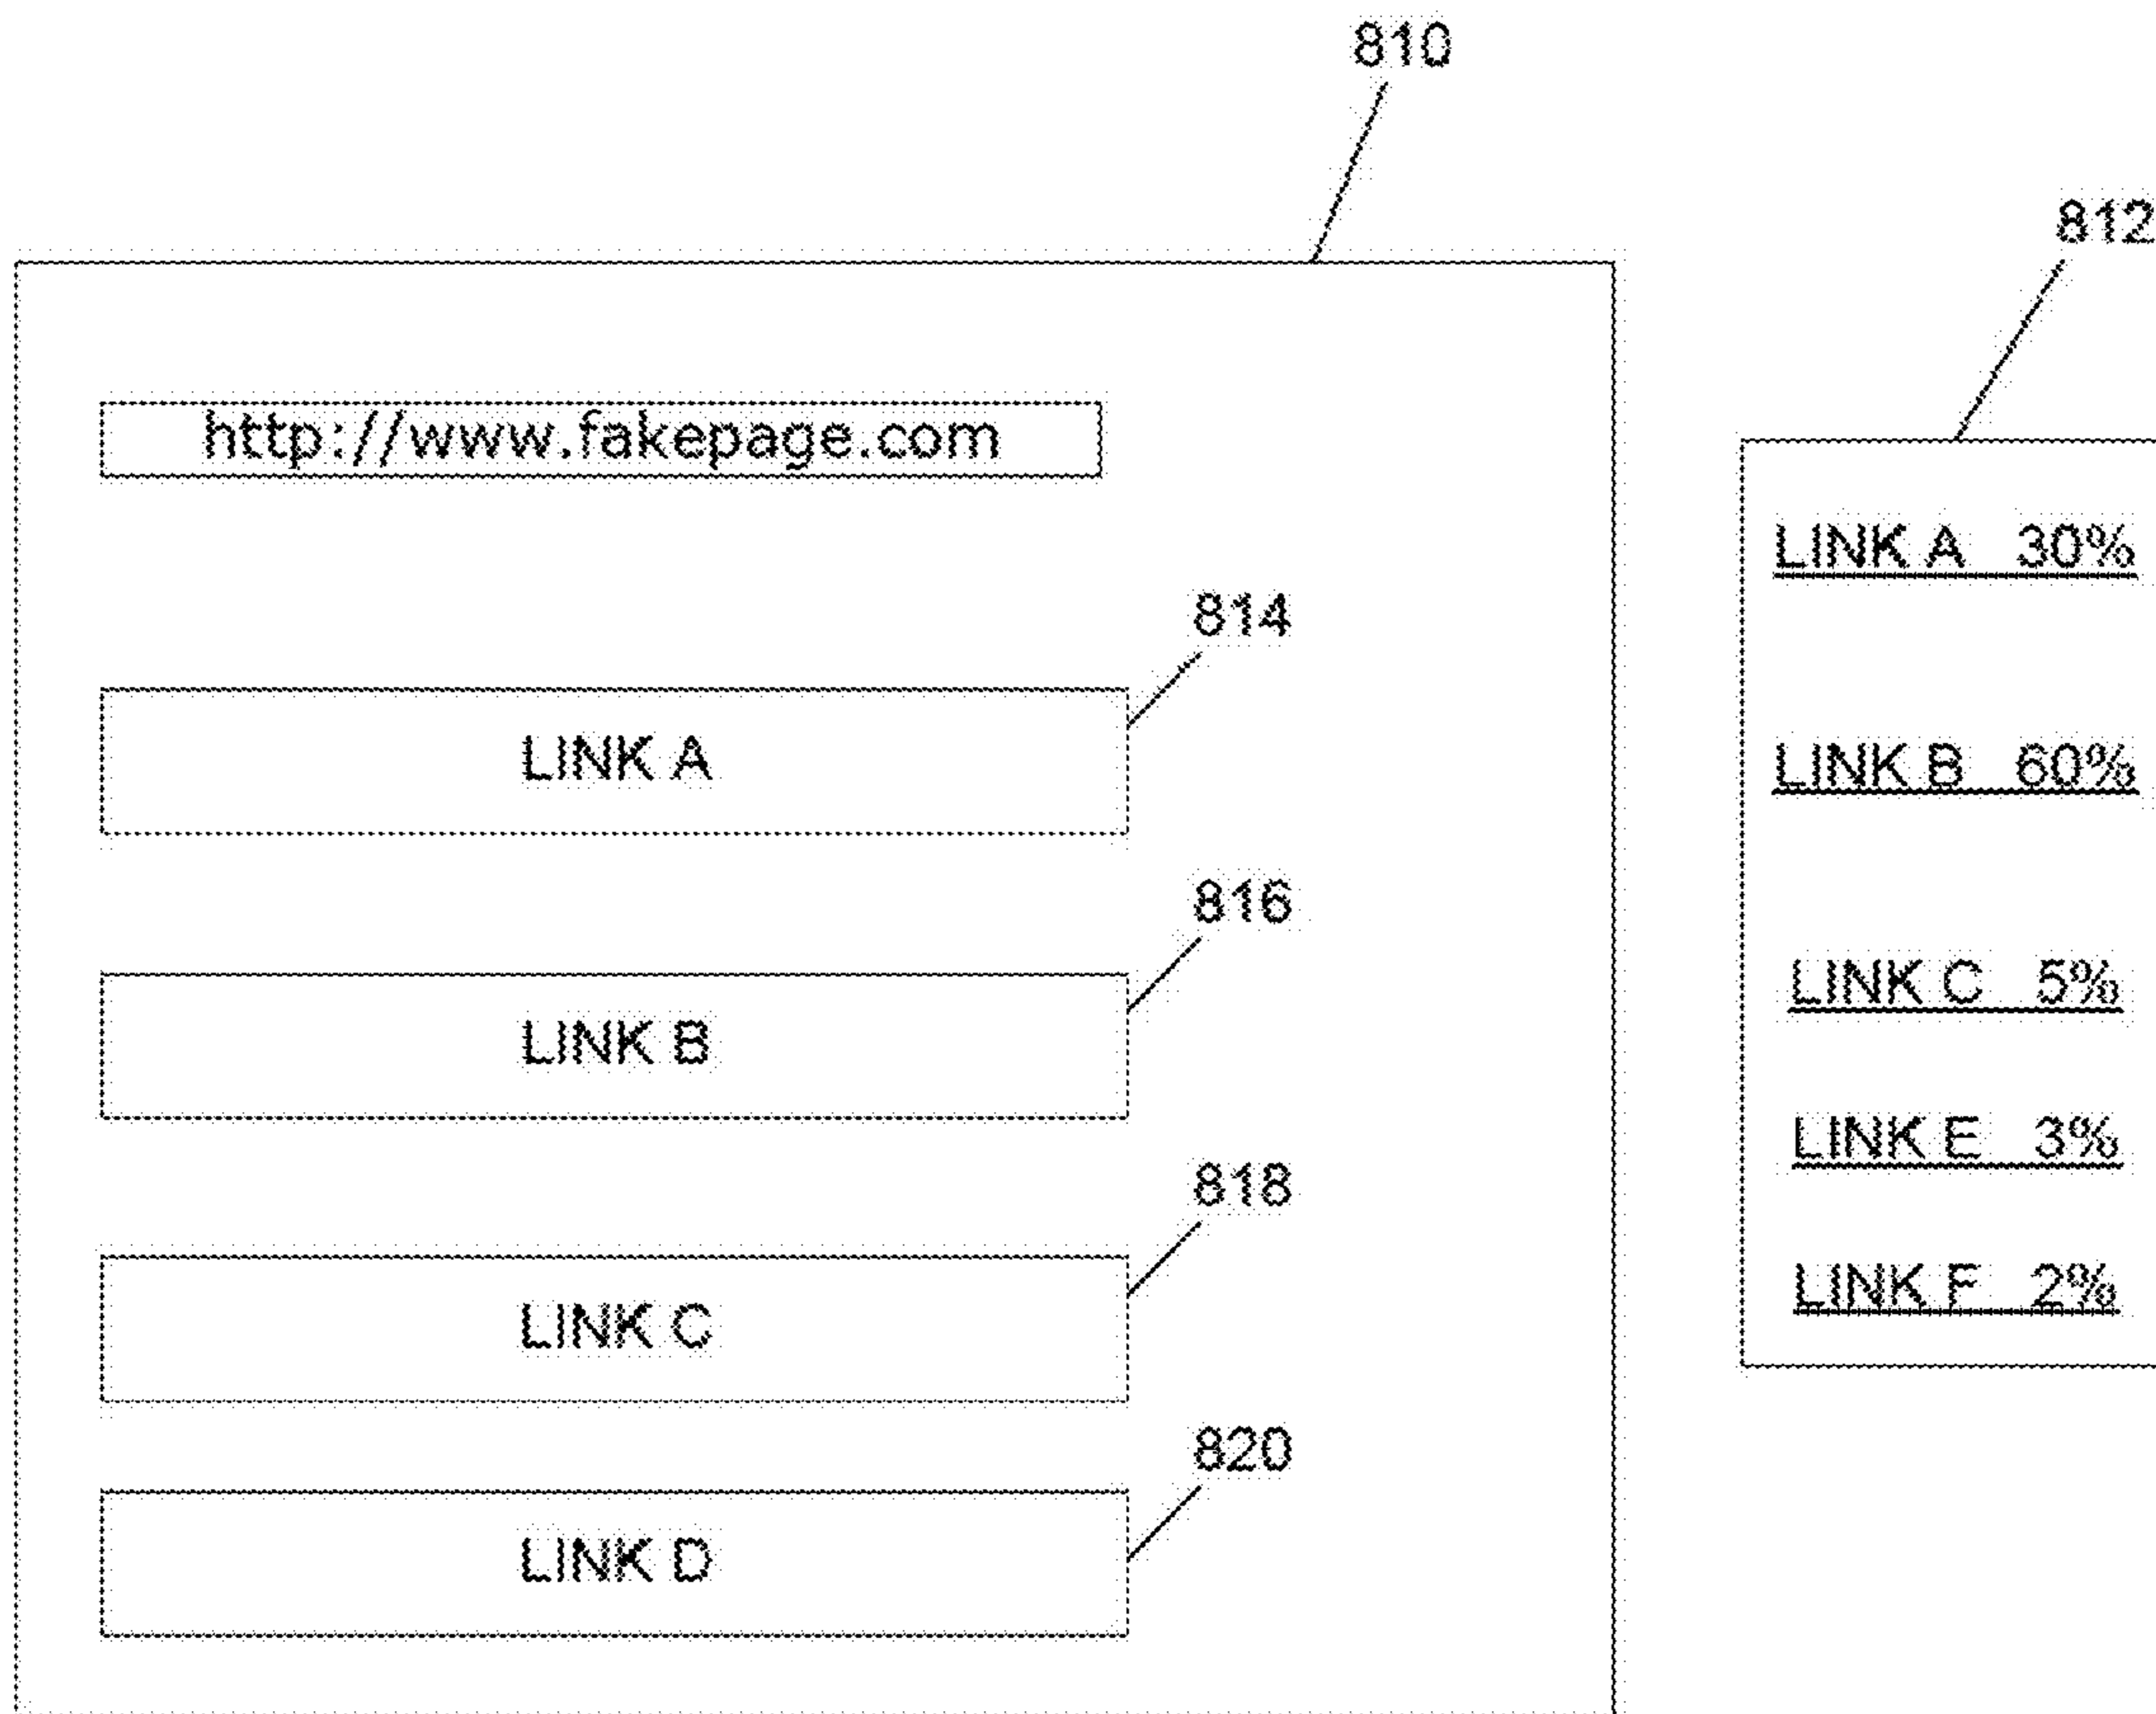 810
812
http://www.fakepage.com
LINK A 30%
814
LINK A
LINK B 60%
816
LINK B
LINK C 5%
LINK E 3%
818
LINK C
LINK F 2%
820
LINK D